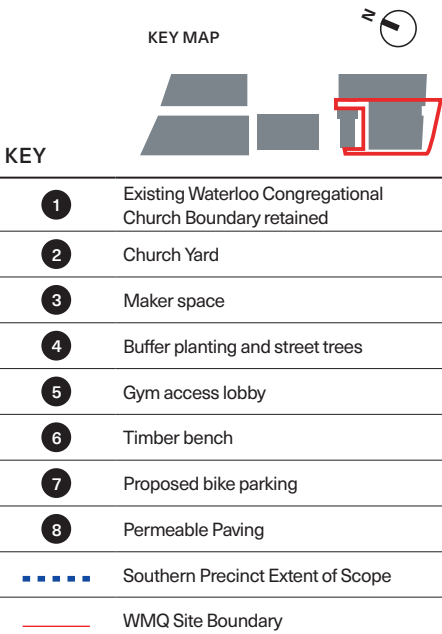 N
KEY MAP
KEY
1 Existing Waterloo Congregational
Church Boundary retained
2 Church Yard
3 Maker space
4 Buffer planting and street trees
5 Gym access lobby
6 Timber bench
7 Proposed bike parking
8 Permeable Paving
Southern Precinct Extent of Scope
WMQ Site Boundary